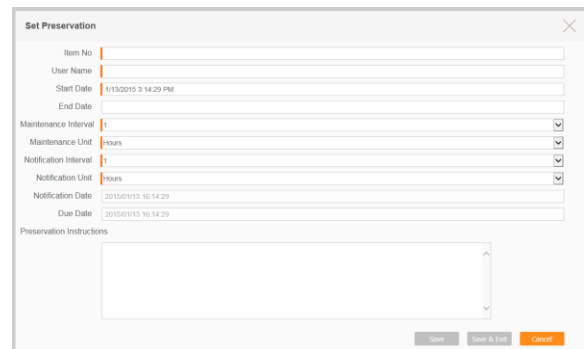 Set Preservation
Item No
User Name
Start Date 1/13/2015 3:14:29 PM
End Date
Maintenance Interval 1
Maintenance Unit Hours
Notification Interval 1
Notification Unit Hours
Notification Date 2015/01/13 16:14:29
Due Date 2015/01/13 16:14:29
Preservation Instructions
Save Save & Exit Cancel